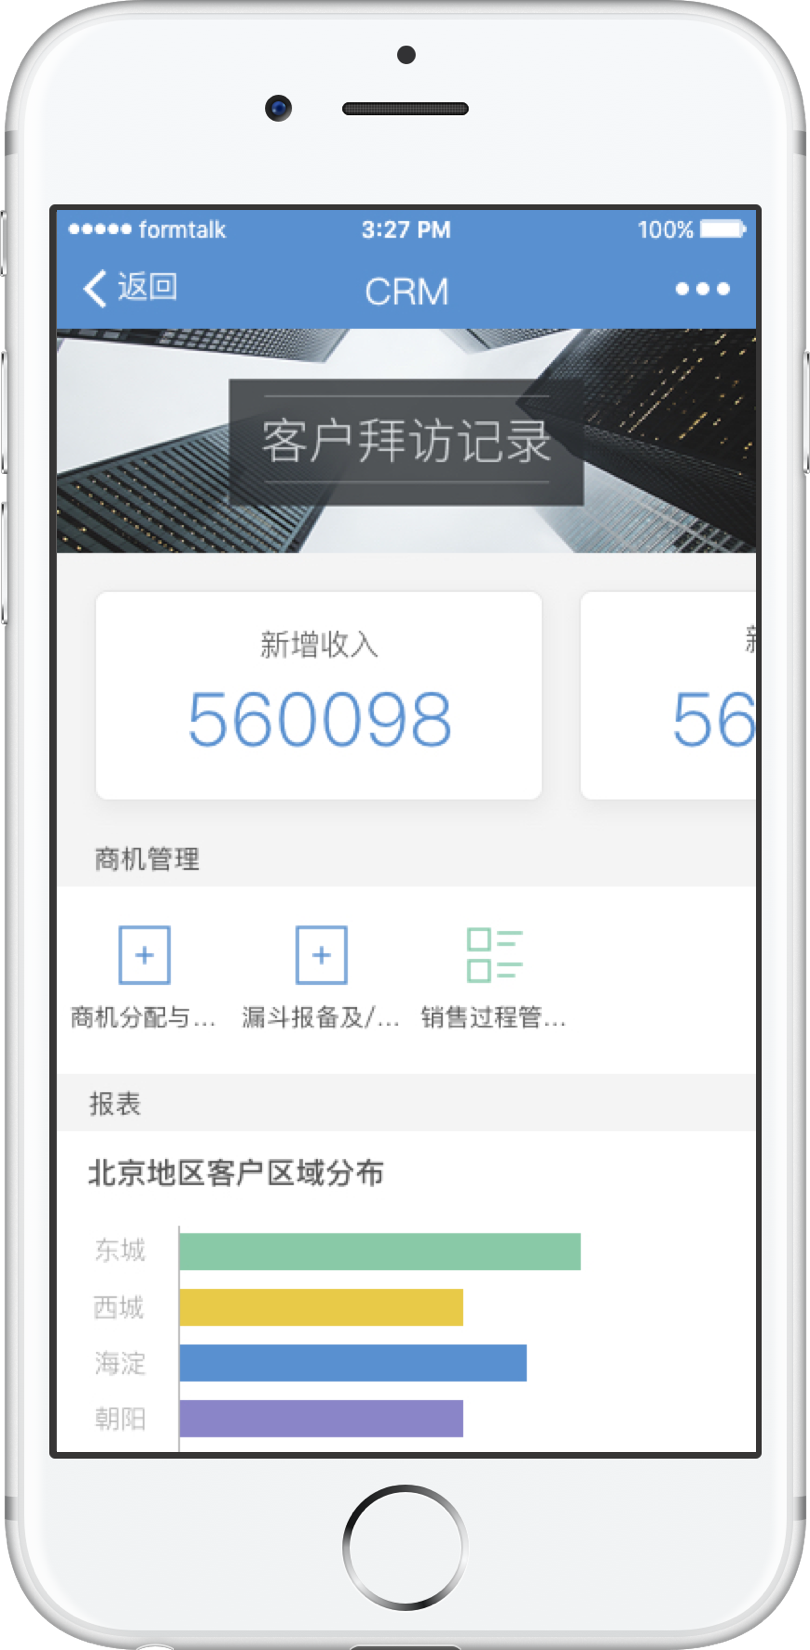 formtalk 3:27 PM 100%
返回 CRM
客户拜访记录
新增收入
560098
56
商机管理
商机分配与... 漏斗报备及/... 销售过程管...
报表
北京地区客户区域分布
东城
西城
海淀
朝阳